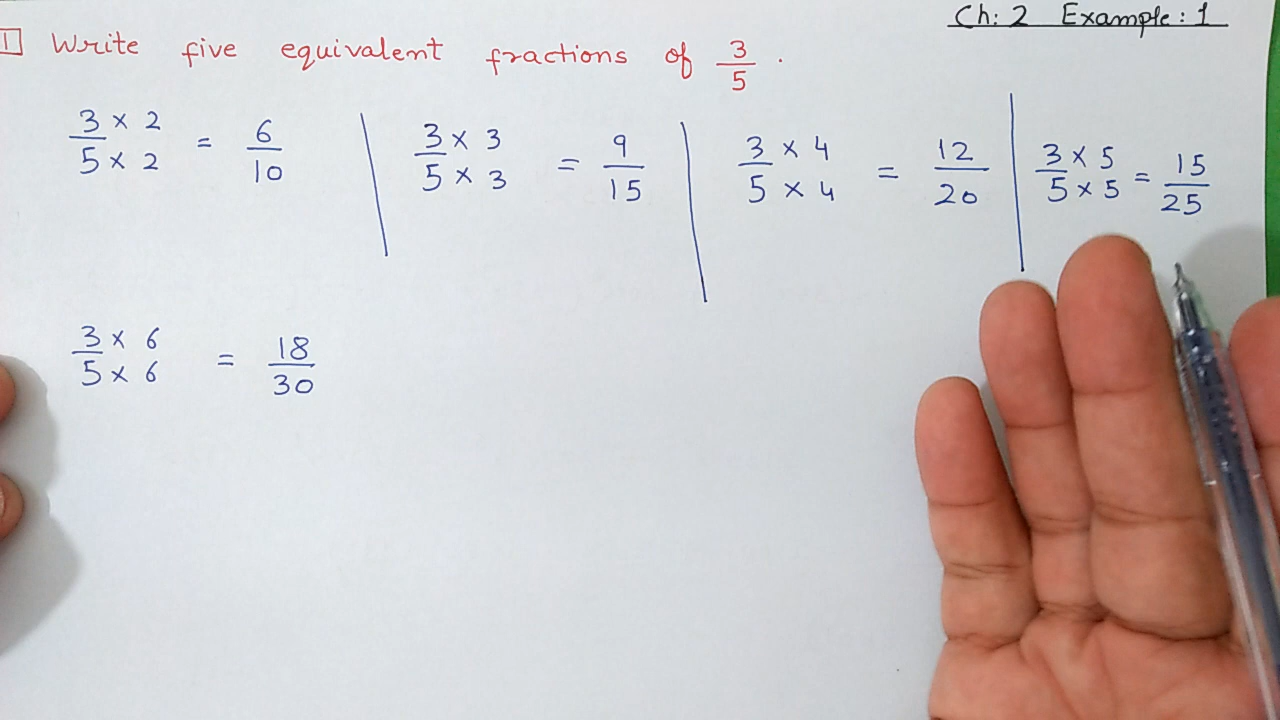 Ch: 2 Example: 1
1 Write five equivalent fractions of 3/5 .
3 × 2 / 5 × 2 = 6/10
3 × 3 / 5 × 3 = 9/15
3 × 4 / 5 × 4 = 12/20
3 × 5 / 5 × 5 = 15/25
3 × 6 / 5 × 6 = 18/30